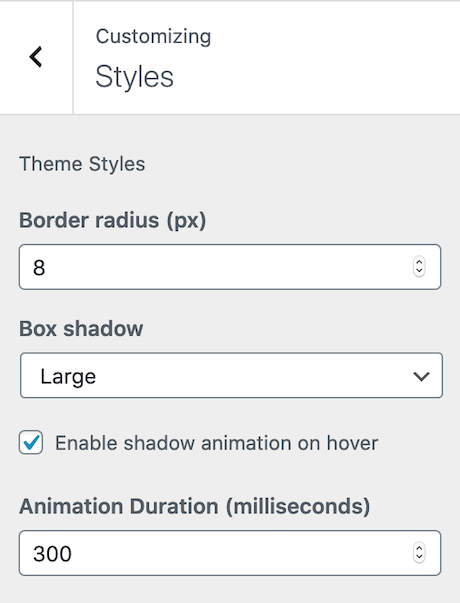 Customizing
Styles
Theme Styles
Border radius (px)
8
Box shadow
Large
Enable shadow animation on hover
Animation Duration (milliseconds)
300